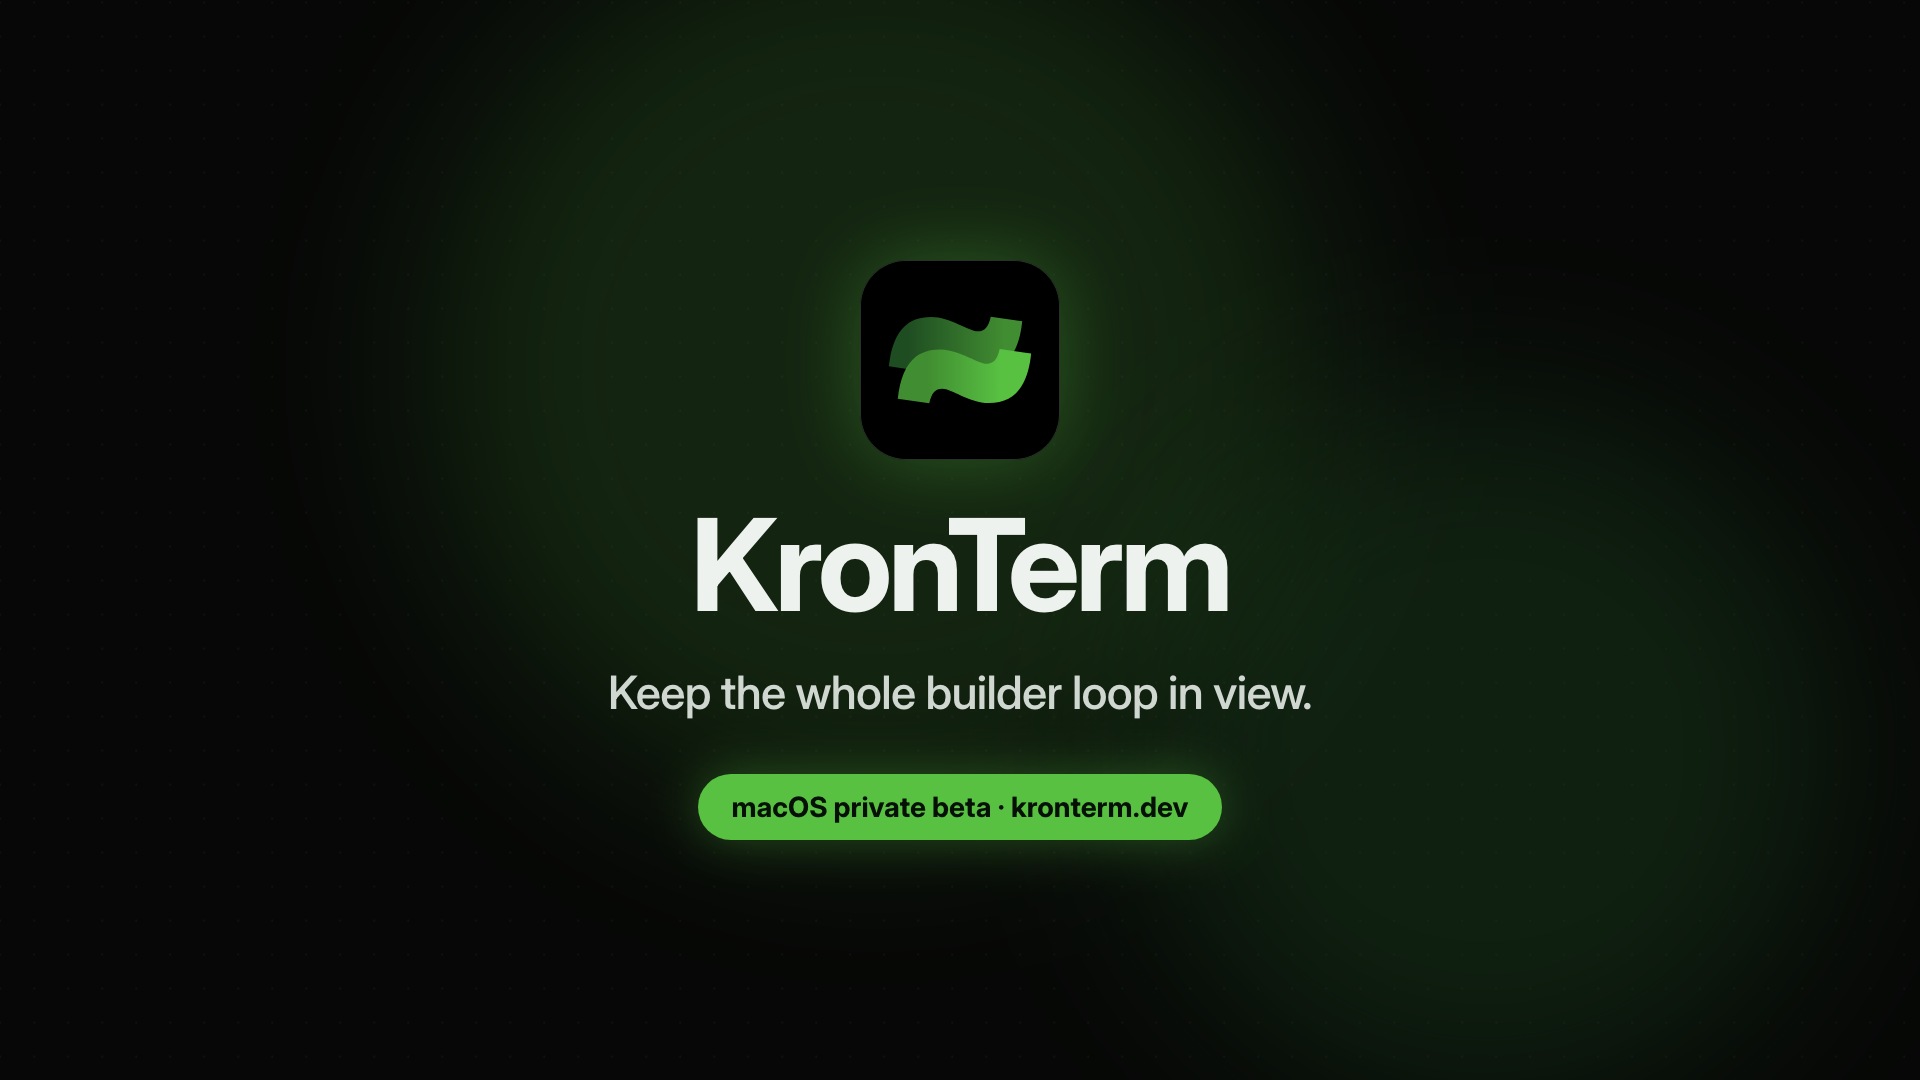 KronTerm
Keep the whole builder loop in view.
macOS private beta · kronterm.dev